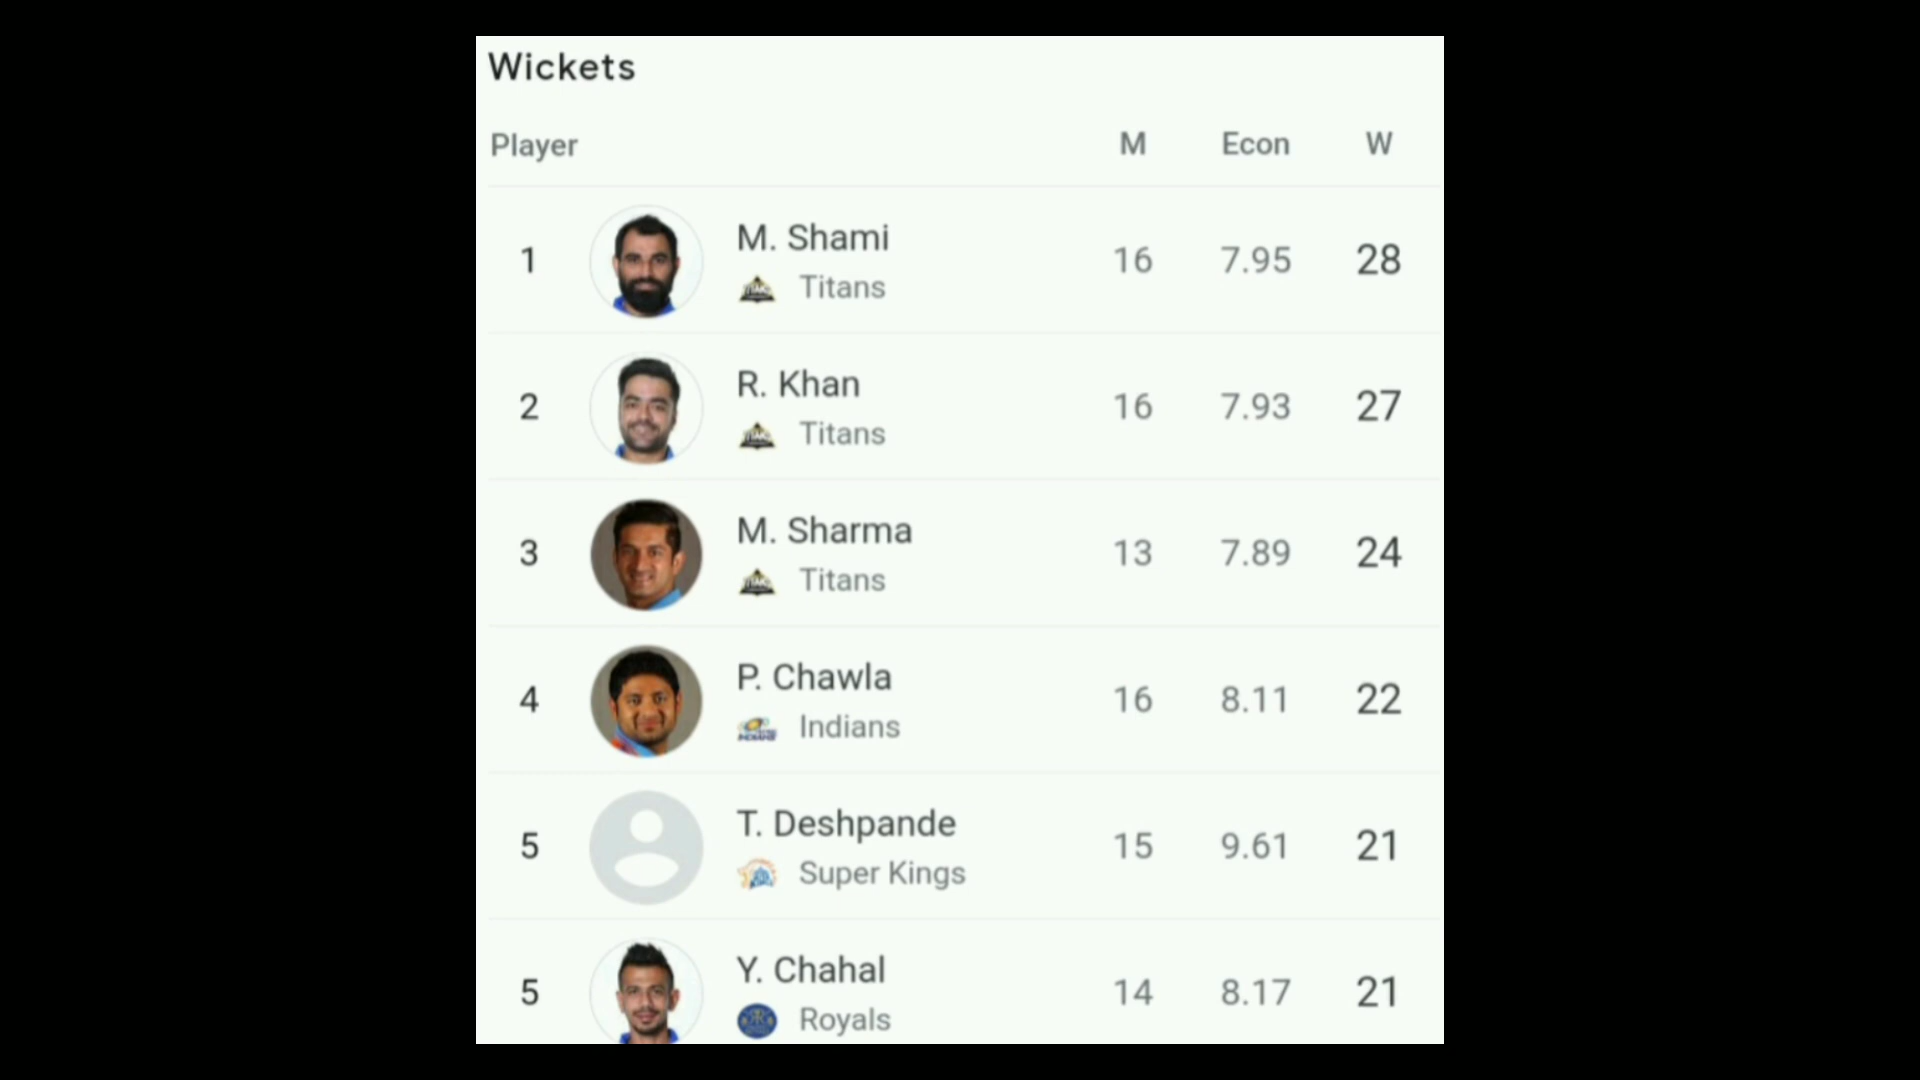 Wickets
Player M Econ W
1 M. Shami 16 7.95 28
Titans
2 R. Khan 16 7.93 27
Titans
3 M. Sharma 13 7.89 24
Titans
4 P. Chawla 16 8.11 22
Indians
5 T. Deshpande 15 9.61 21
Super Kings
5 Y. Chahal 14 8.17 21
Royals